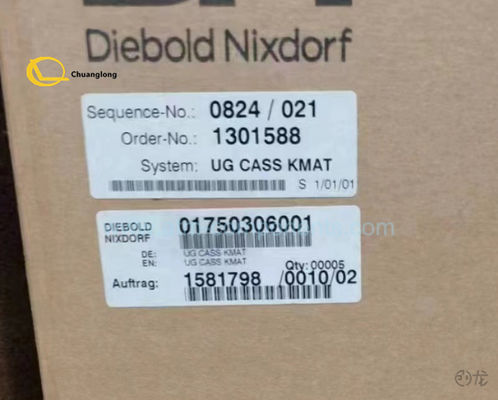 Diebold Nixdorf
Chuanglong
Sequence-No.: 0824 / 021
Order-No.: 1301588
System: UG CASS KMAT
S 1/01/01
DIEBOLD NIXDORF 01750306001
DE: UG CASS KMAT
EN: UG CASS KMAT
Qty: 00005
Auftrag: 1581798 /0010/02